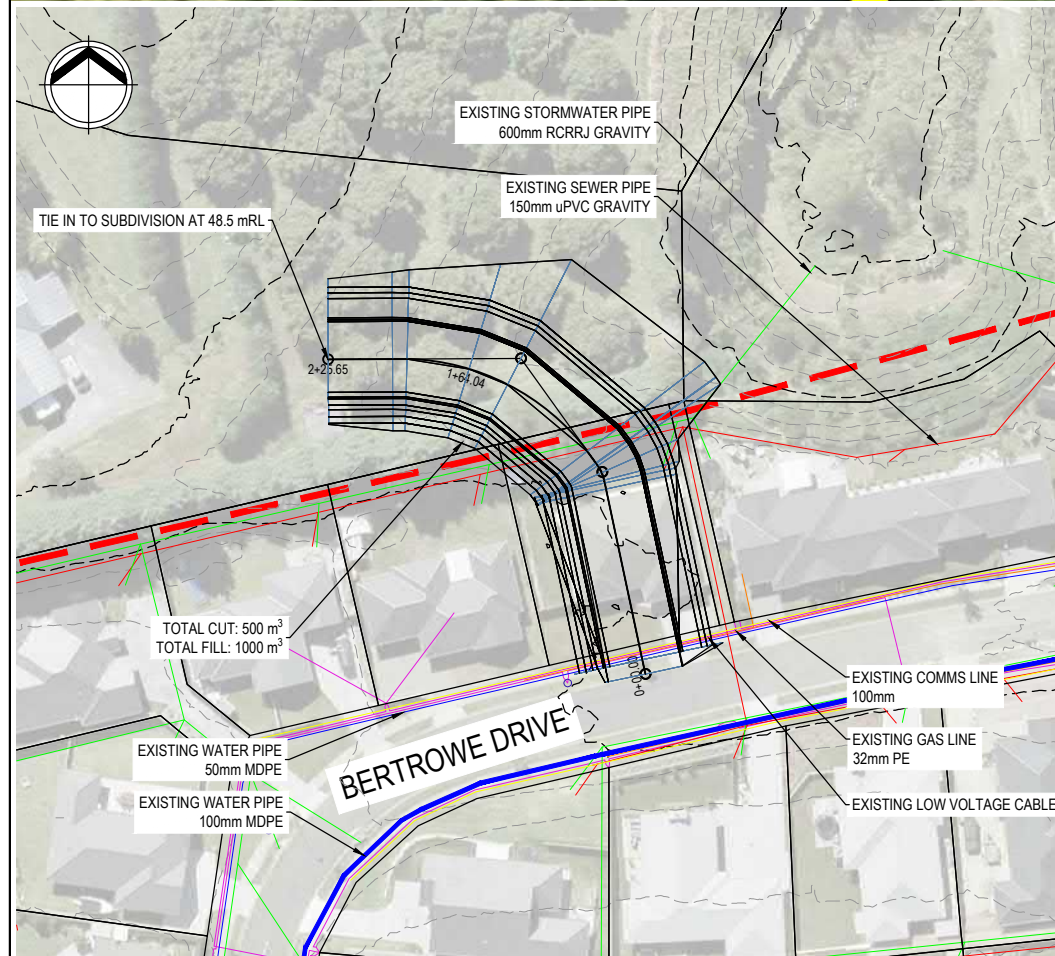 EXISTING STORMWATER PIPE
600mm RCRRJ GRAVITY
EXISTING SEWER PIPE
150mm uPVC GRAVITY
TIE IN TO SUBDIVISION AT 48.5 mRL
2+25.65
1+64.04
TOTAL CUT: 500 m³
TOTAL FILL: 1000 m³
0+00.00
EXISTING COMMS LINE
100mm
EXISTING GAS LINE
32mm PE
EXISTING LOW VOLTAGE CABLE
BERTROWE DRIVE
EXISTING WATER PIPE
50mm MDPE
EXISTING WATER PIPE
100mm MDPE